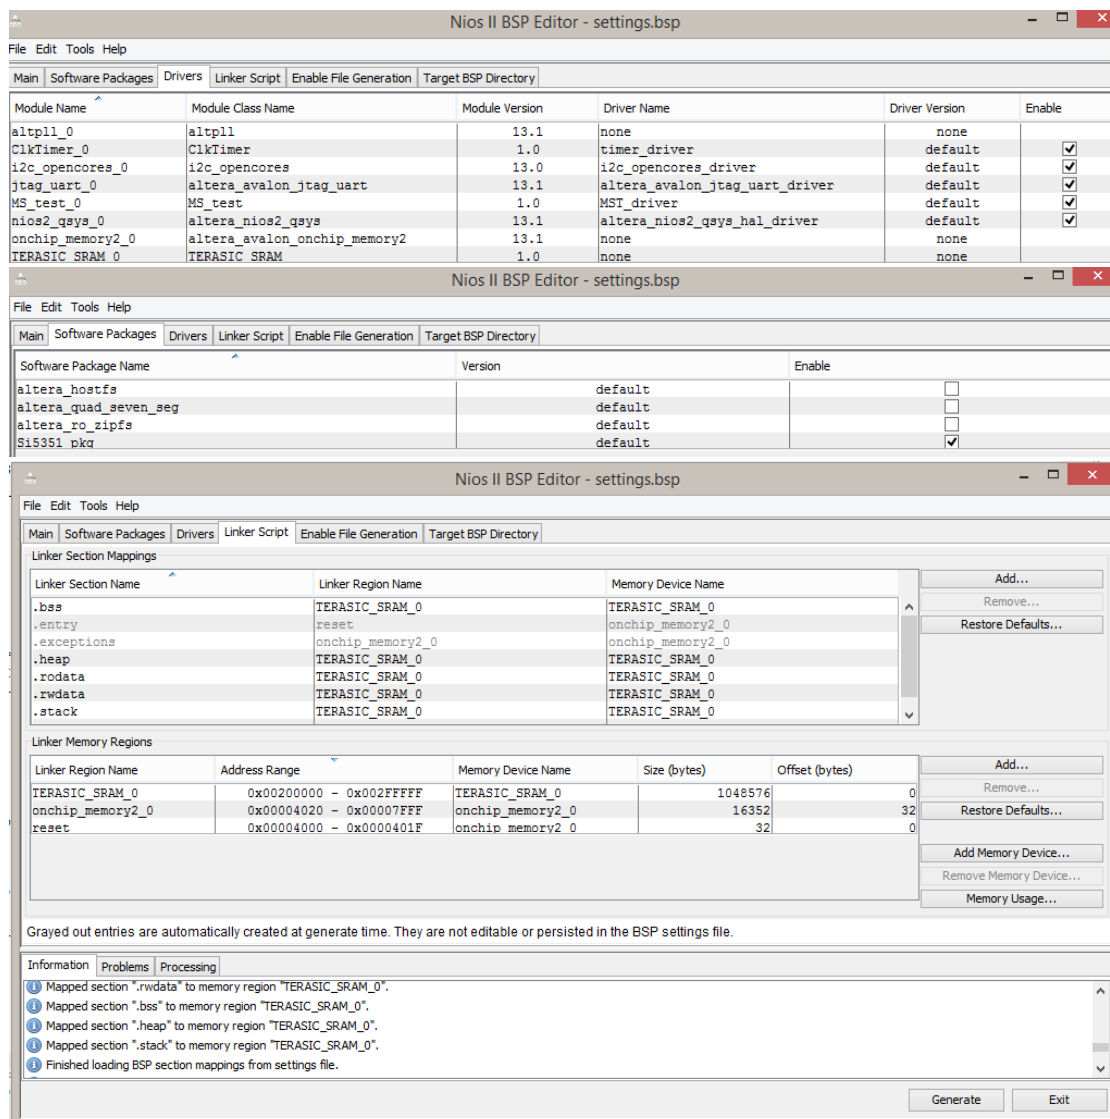 Nios II BSP Editor - settings.bsp
File Edit Tools Help
Main Software Packages Drivers Linker Script Enable File Generation Target BSP Directory
Module Name Module Class Name Module Version Driver Name Driver Version Enable
altpll_0 altpll 13.1 none none
ClkTimer_0 ClkTimer 1.0 timer_driver default
i2c_opencores_0 i2c_opencores 13.0 i2c_opencores_driver default
jtag_uart_0 altera_avalon_jtag_uart 13.1 altera_avalon_jtag_uart_driver default
MS_test_0 MS_test 1.0 MST_driver default
nios2_qsys_0 altera_nios2_qsys 13.1 altera_nios2_qsys_hal_driver default
onchip_memory2_0 altera_avalon_onchip_memory2 13.1 none none
TERASIC_SRAM_0 TERASIC_SRAM 1.0 none none
Nios II BSP Editor - settings.bsp
File Edit Tools Help
Main Software Packages Drivers Linker Script Enable File Generation Target BSP Directory
Software Package Name Version Enable
altera_hostfs default
altera_quad_seven_seg default
altera_ro_zipfs default
Si5351_pkg default
Nios II BSP Editor - settings.bsp
File Edit Tools Help
Main Software Packages Drivers Linker Script Enable File Generation Target BSP Directory
Linker Section Mappings
Linker Section Name Linker Region Name Memory Device Name Add...
.bss TERASIC_SRAM_0 TERASIC_SRAM_0 Remove...
.entry reset onchip_memory2_0 Restore Defaults...
.exceptions onchip_memory2_0 onchip_memory2_0
.heap TERASIC_SRAM_0 TERASIC_SRAM_0
.rodata TERASIC_SRAM_0 TERASIC_SRAM_0
.rwdata TERASIC_SRAM_0 TERASIC_SRAM_0
.stack TERASIC_SRAM_0 TERASIC_SRAM_0
Linker Memory Regions
Linker Region Name Address Range Memory Device Name Size (bytes) Offset (bytes) Add...
TERASIC_SRAM_0 0x00200000 - 0x002FFFFF TERASIC_SRAM_0 1048576 0 Remove...
onchip_memory2_0 0x00004020 - 0x00007FFF onchip_memory2_0 16352 32 Restore Defaults...
reset 0x00004000 - 0x0000401F onchip_memory2_0 32 0
Add Memory Device...
Remove Memory Device...
Memory Usage...
Grayed out entries are automatically created at generate time. They are not editable or persisted in the BSP settings file.
Information Problems Processing
Mapped section ".rwdata" to memory region "TERASIC_SRAM_0".
Mapped section ".bss" to memory region "TERASIC_SRAM_0".
Mapped section ".heap" to memory region "TERASIC_SRAM_0".
Mapped section ".stack" to memory region "TERASIC_SRAM_0".
Finished loading BSP section mappings from settings file.
Generate Exit